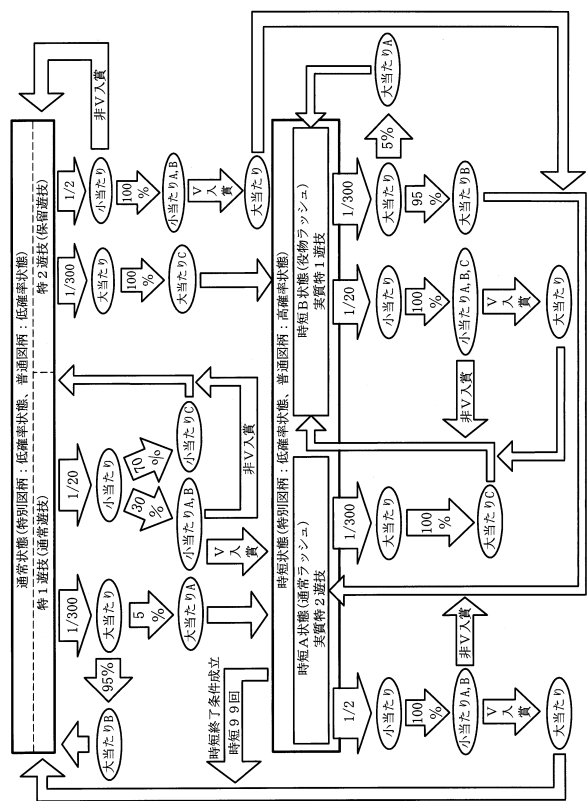 通常状態(特別図柄：低確率状態、普通図柄：低確率状態)
特1遊技(通常遊技)
特2遊技(保留遊技)
1/300
1/20
1/300
1/2
大当たり
小当たり
大当たり
小当たり
非V入賞
95%
5
%
30
%
70
%
100
%
100
%
大当たりB
大当たりA
小当たりA,B
小当たりC
大当たりC
小当たりA,B
V
入
賞
非V入賞
V
入
賞
大当たり
時短終了条件成立
時短99回
時短状態(特別図柄：低確率状態、普通図柄：高確率状態)
時短A状態(通常ラッシュ)
実質特2遊技
時短B状態(役物ラッシュ)
実質特1遊技
1/2
1/300
1/20
1/300
小当たり
大当たり
小当たり
大当たり
5%
大当たりA
100
%
100
%
100
%
95
%
小当たりA,B
非V入賞
大当たりC
非V入賞
小当たりA,B,C
大当たりB
V
入
賞
V
入
賞
大当たり
大当たり